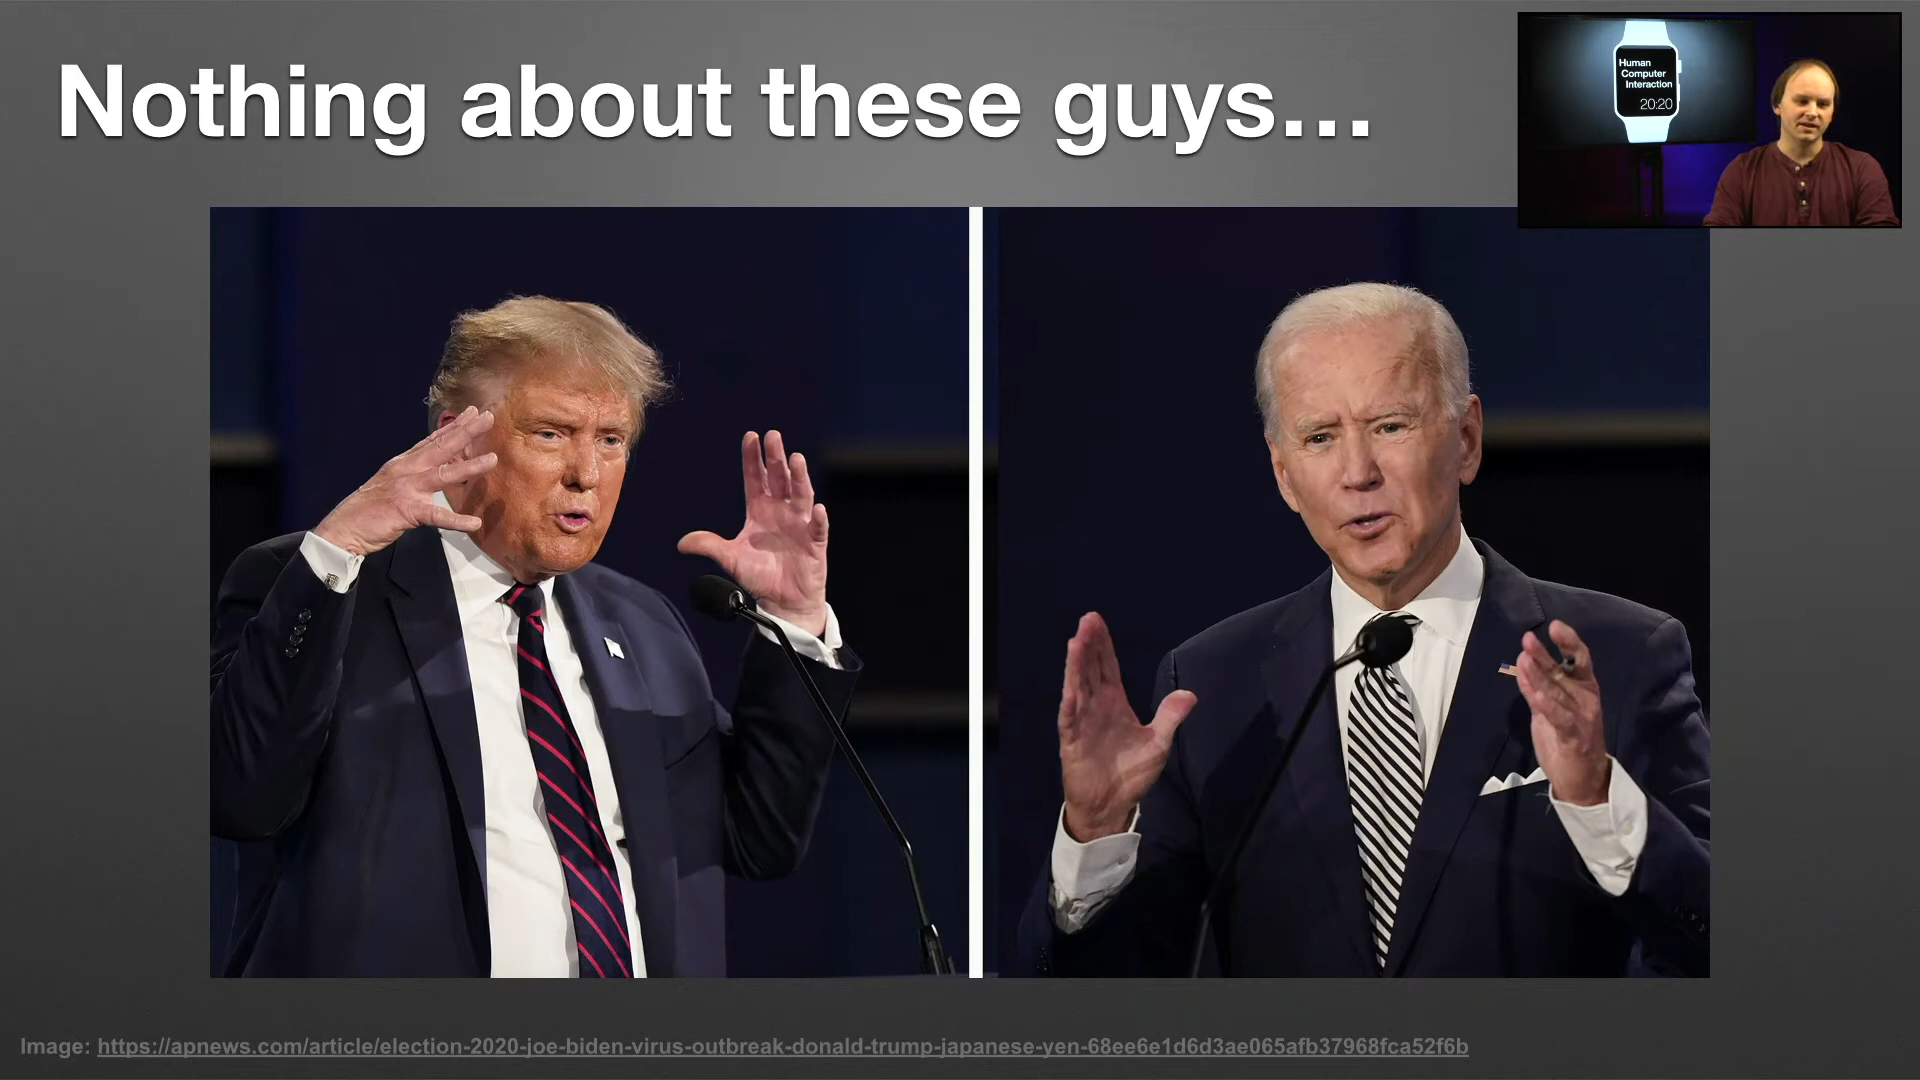 Nothing about these guys...
Human
Computer
Interaction
20:20
Image: https://apnews.com/article/election-2020-joe-biden-virus-outbreak-donald-trump-japanese-yen-68ee6e1d6d3ae065afb37968fca52f6b